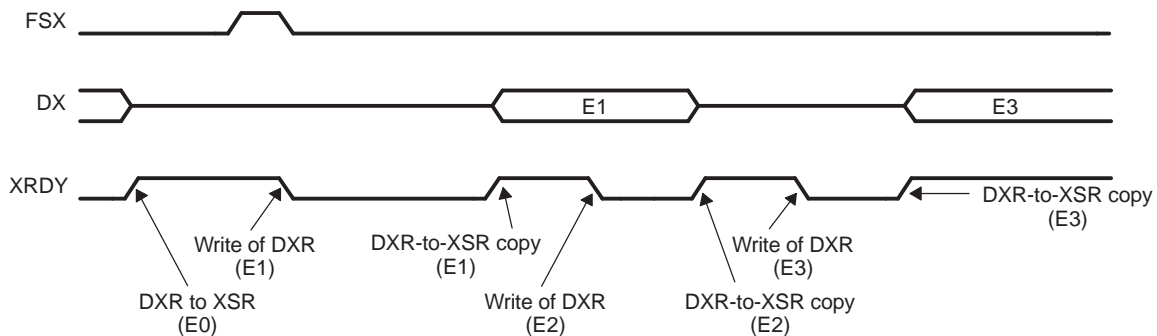 FSX
DX
E1
E3
XRDY
Write of DXR
(E1)
DXR to XSR
(E0)
DXR-to-XSR copy
(E1)
Write of DXR
(E2)
DXR-to-XSR copy
(E2)
Write of DXR
(E3)
DXR-to-XSR copy
(E3)